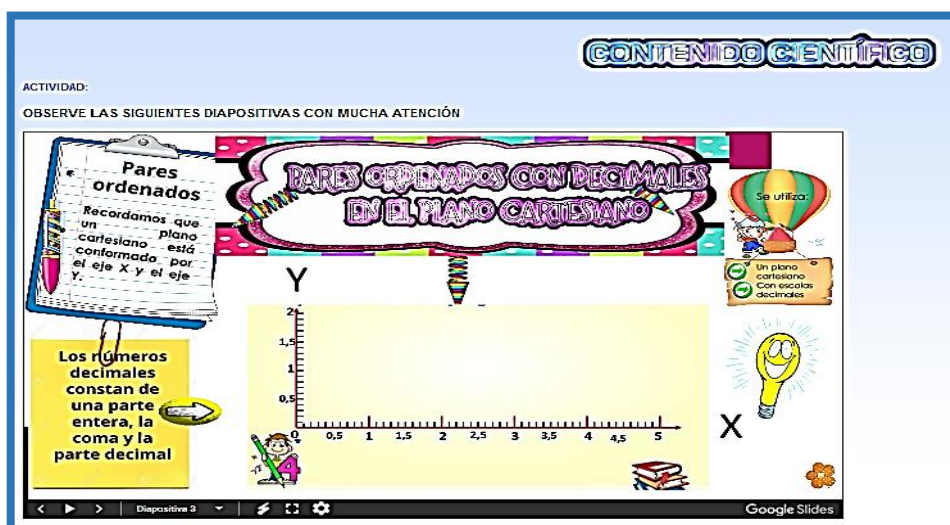 CONTENIDO CIENTÍFICO
ACTIVIDAD:
OBSERVE LAS SIGUIENTES DIAPOSITIVAS CON MUCHA ATENCIÓN
Pares
ordenados
Recordamos que
un plano
cartesiano está
conformado por
el eje X y el eje
Y.
PARES ORDENADOS CON DECIMALES
EN EL PLANO CARTESIANO
Se utiliza:
Un plano
cartesiano
Con escalas
decimales
Los números
decimales
constan de
una parte
entera, la
coma y la
parte decimal
Y
2
1,5
1
0,5
0 0,5 1 1,5 2 2,5 3 3,5 4 4,5 5
X
4
Diapositiva 3
Google Slides